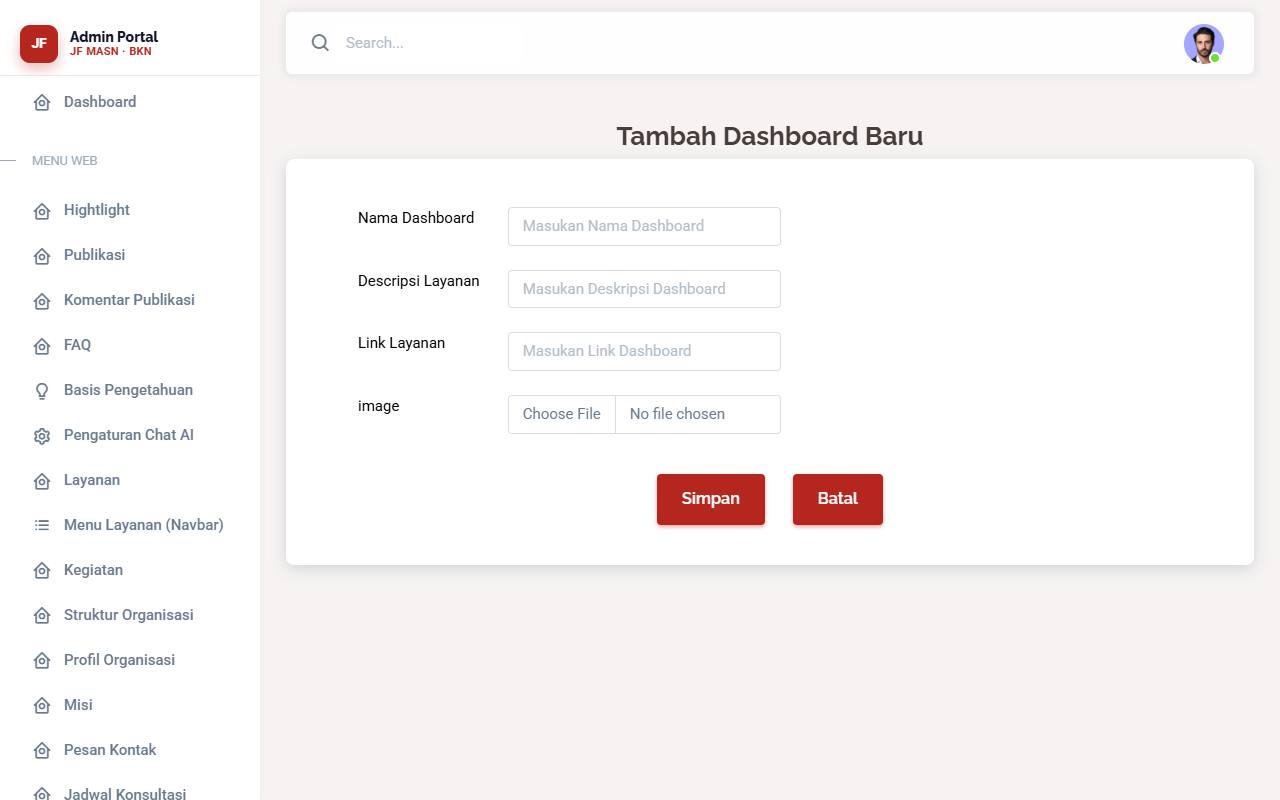 JF
Admin Portal
JF MASN · BKN
Dashboard
MENU WEB
Hightlight
Publikasi
Komentar Publikasi
FAQ
Basis Pengetahuan
Pengaturan Chat AI
Layanan
Menu Layanan (Navbar)
Kegiatan
Struktur Organisasi
Profil Organisasi
Misi
Pesan Kontak
Jadwal Konsultasi
Search...
Tambah Dashboard Baru
Nama Dashboard
Masukan Nama Dashboard
Descripsi Layanan
Masukan Deskripsi Dashboard
Link Layanan
Masukan Link Dashboard
image
Choose File No file chosen
Simpan Batal